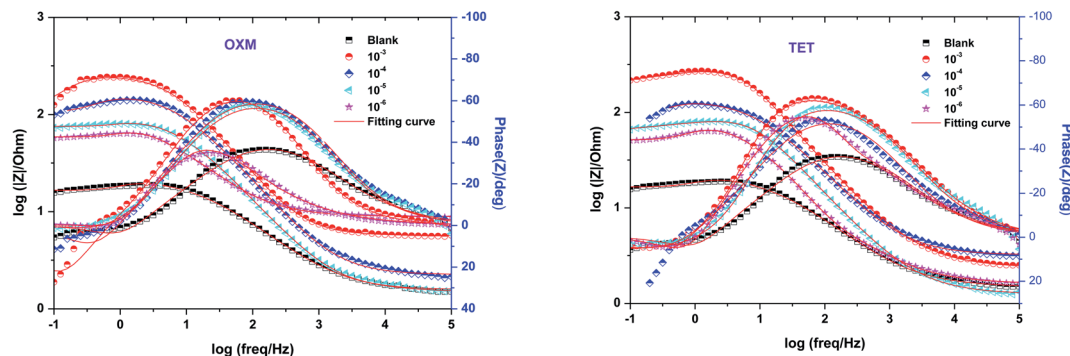 OXM
Blank
10⁻³
10⁻⁴
10⁻⁵
10⁻⁶
Fitting curve
log (|Z|/Ohm)
3
2
1
0
Phase(Z)/deg)
-100
-80
-60
-40
-20
0
20
40
-1 0 1 2 3 4 5
log (freq/Hz)
TET
Blank
10⁻³
10⁻⁴
10⁻⁵
10⁻⁶
Fitting curve
log (|Z|/Ohm)
3
2
1
0
Phase(Z)/deg)
-100
-80
-60
-40
-20
0
20
-1 0 1 2 3 4 5
log (freq/Hz)